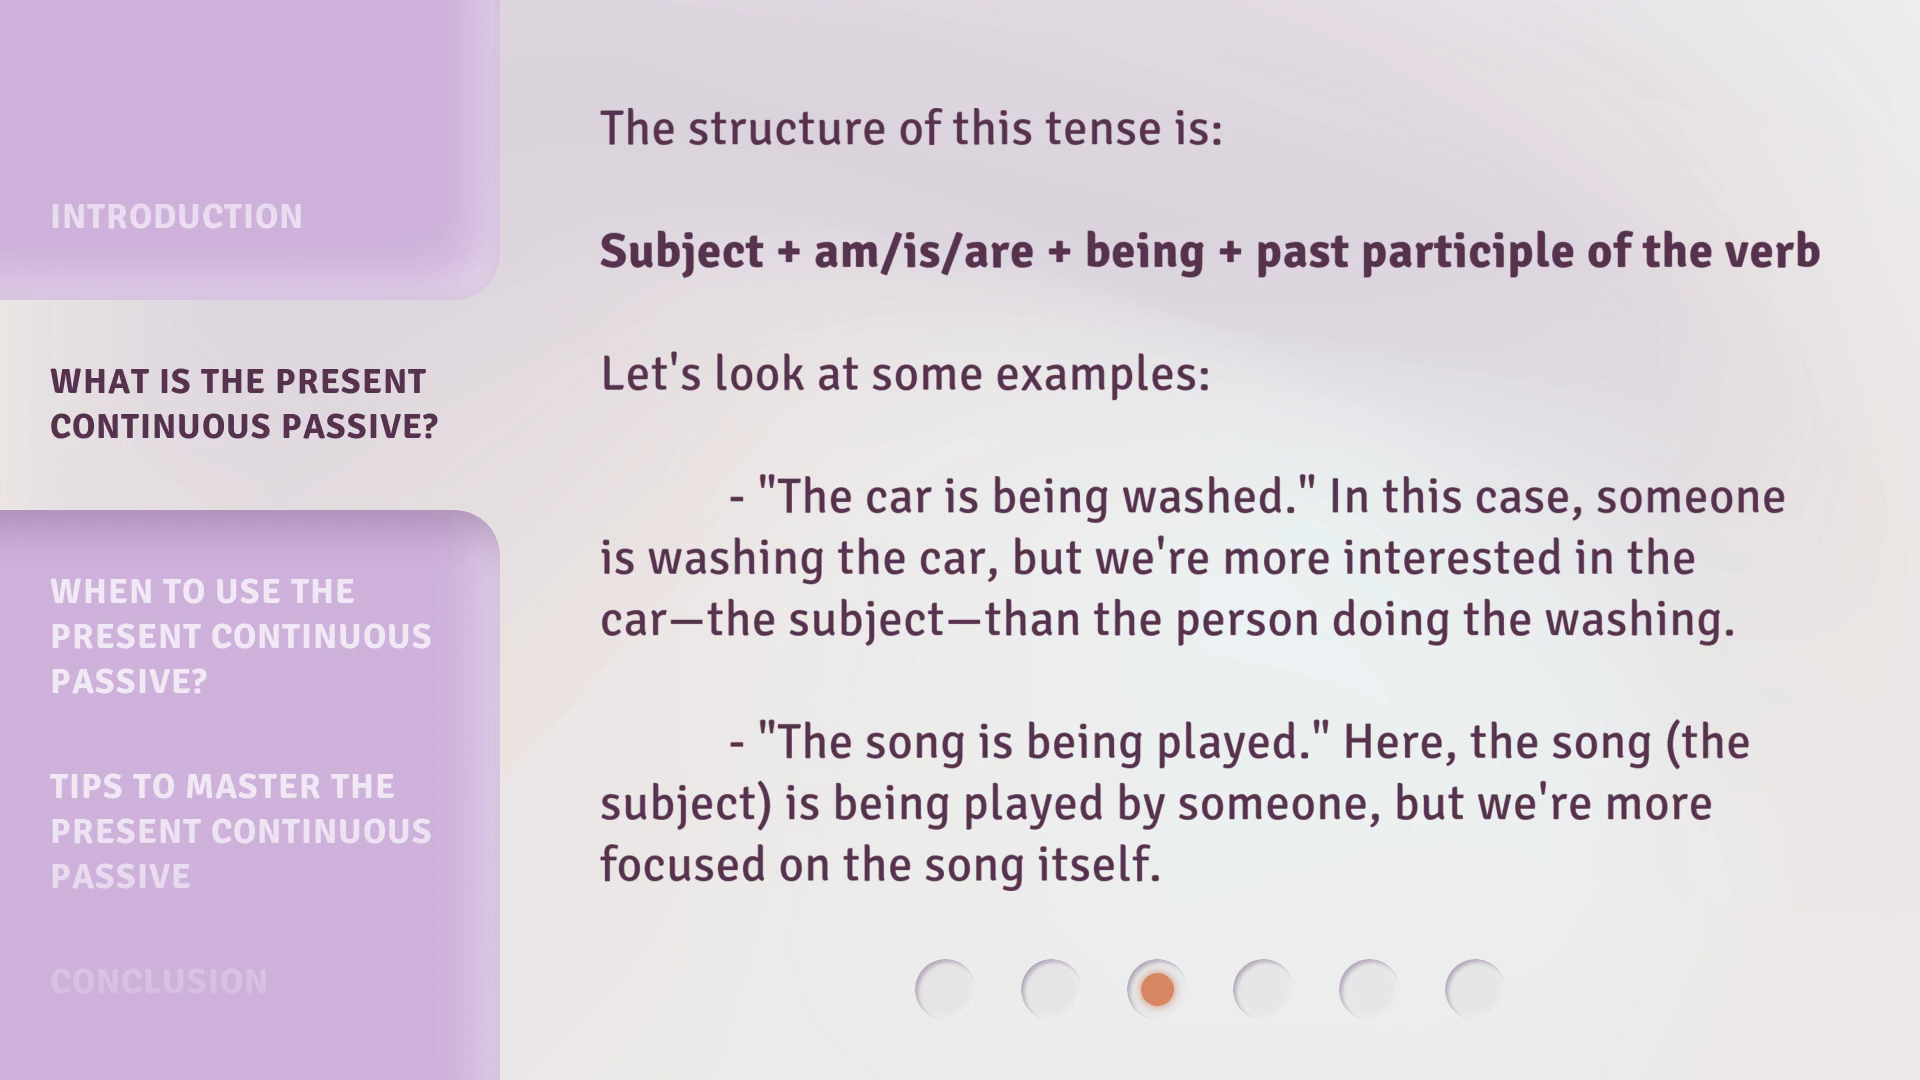 INTRODUCTION
WHAT IS THE PRESENT
CONTINUOUS PASSIVE?
WHEN TO USE THE
PRESENT CONTINUOUS
PASSIVE?
TIPS TO MASTER THE
PRESENT CONTINUOUS
PASSIVE
CONCLUSION
The structure of this tense is:
Subject + am/is/are + being + past participle of the verb
Let's look at some examples:
- "The car is being washed." In this case, someone
is washing the car, but we're more interested in the
car—the subject—than the person doing the washing.
- "The song is being played." Here, the song (the
subject) is being played by someone, but we're more
focused on the song itself.